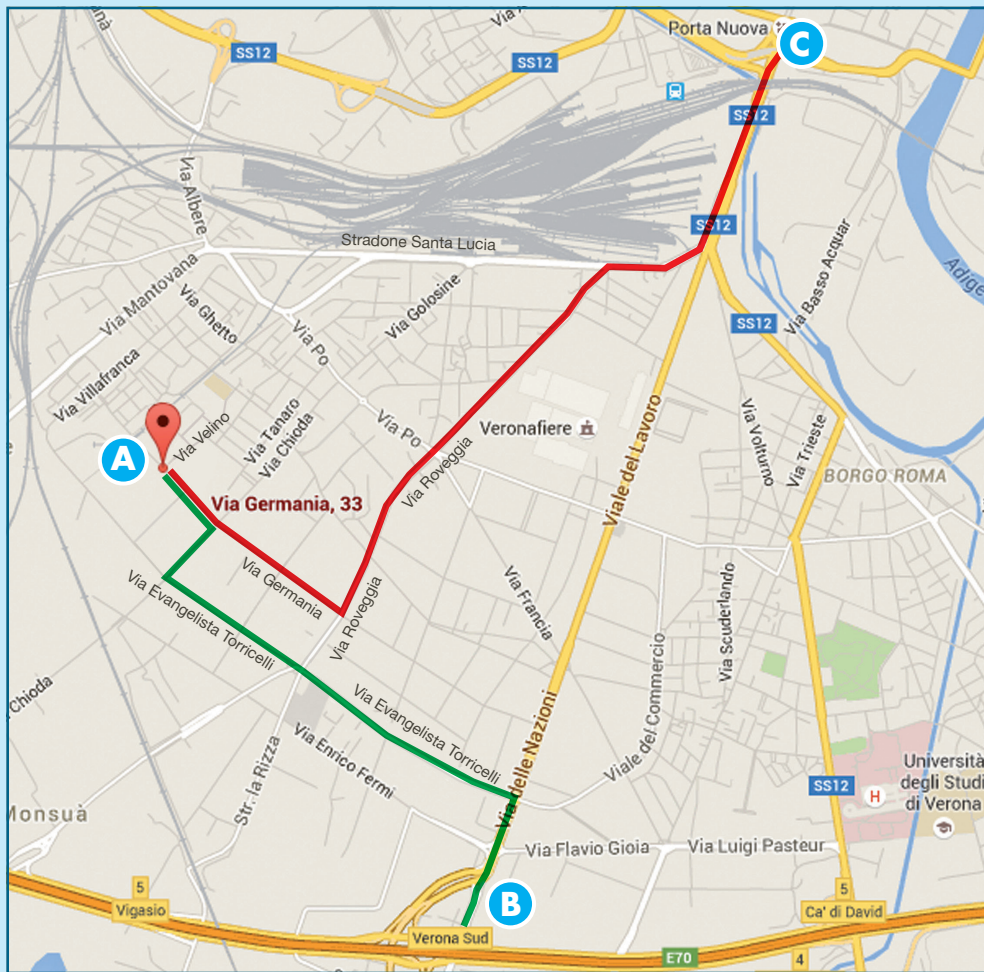 Porta Nuova
C
SS12
SS12
SS12
Via Albere
SS12
Stradone Santa Lucia
Via Mantovana
Via Ghetto
Via Golosine
Via Basso Acquar
Adige
SS12
Via Po
Via Villafranca
Via Velino
Via Tanaro
Via Chioda
Via Po
Veronafiere
Viale del Lavoro
Via Volturno
Via Trieste
BORGO ROMA
A
Via Roveggia
Via Germania, 33
Via Germania
Via Evangelista Torricelli
Via Roveggia
Via Francia
Via Scuderlando
Viale del Commercio
Chioda
Via Evangelista Torricelli
Via delle Nazioni
Via Enrico Fermi
Str. la Rizza
SS12
H
Università
degli Studi
di Verona
Monsuà
Via Flavio Gioia
Via Luigi Pasteur
5
Vigasio
B
Verona Sud
5
Ca' di David
E70
4